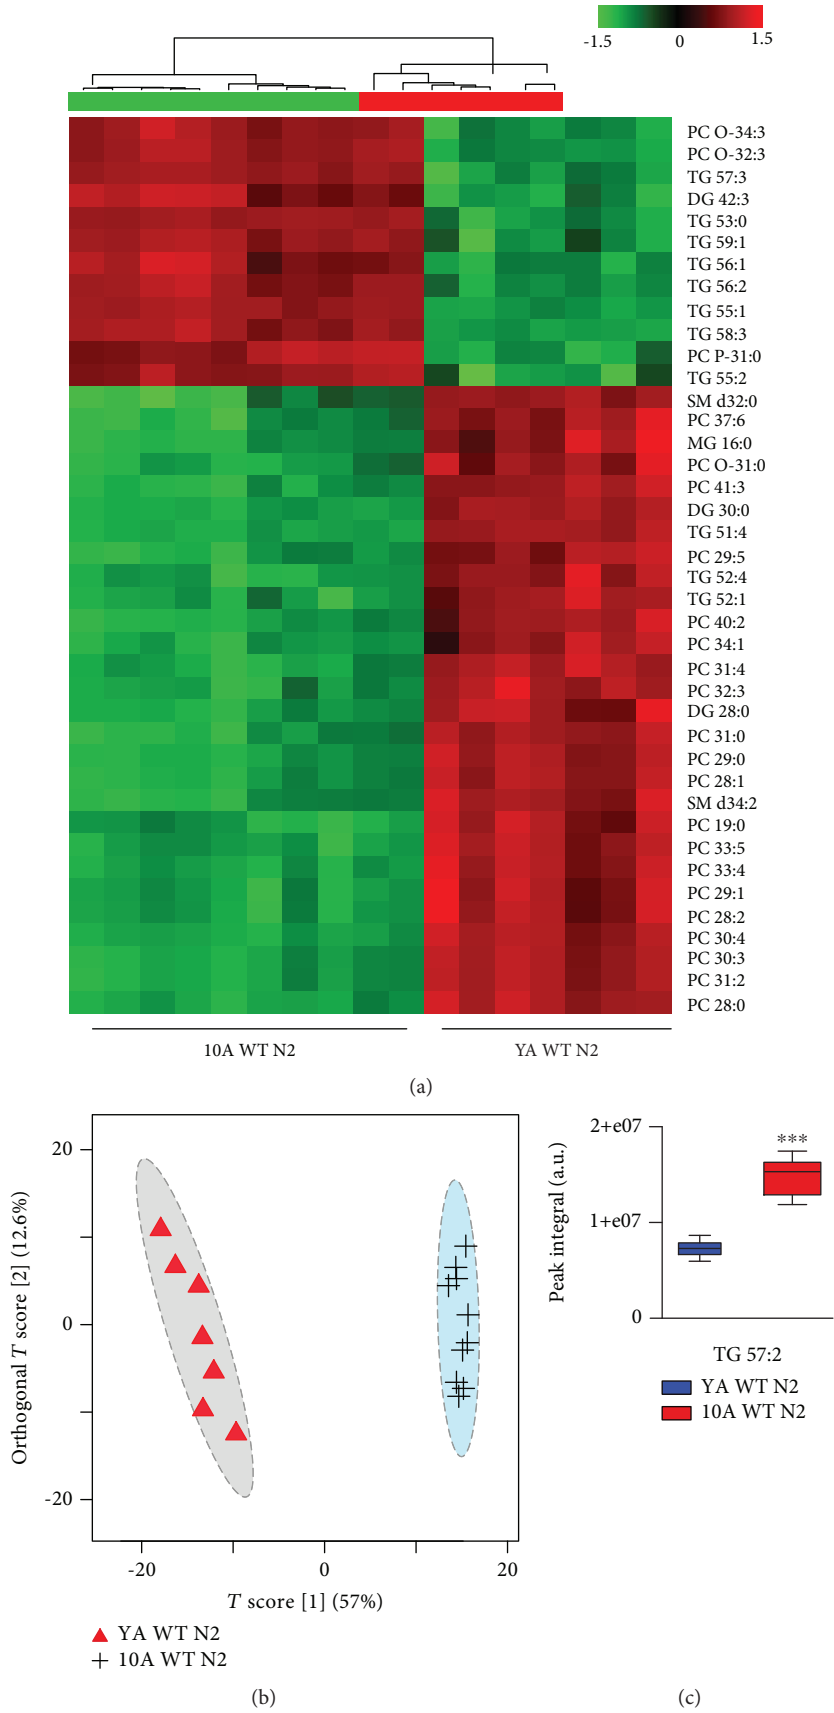 -1.5 0 1.5
PC O-34:3
PC O-32:3
TG 57:3
DG 42:3
TG 53:0
TG 59:1
TG 56:1
TG 56:2
TG 55:1
TG 58:3
PC P-31:0
TG 55:2
SM d32:0
PC 37:6
MG 16:0
PC O-31:0
PC 41:3
DG 30:0
TG 51:4
PC 29:5
TG 52:4
TG 52:1
PC 40:2
PC 34:1
PC 31:4
PC 32:3
DG 28:0
PC 31:0
PC 29:0
PC 28:1
SM d34:2
PC 19:0
PC 33:5
PC 33:4
PC 29:1
PC 28:2
PC 30:4
PC 30:3
PC 31:2
PC 28:0
10A WT N2 YA WT N2
(a)
Orthogonal T score [2] (12.6%)
20
0
-20
-20 0 20
T score [1] (57%)
YA WT N2
10A WT N2
(b)
Peak integral (a.u.)
2+e07
1+e07
0
***
TG 57:2
YA WT N2
10A WT N2
(c)